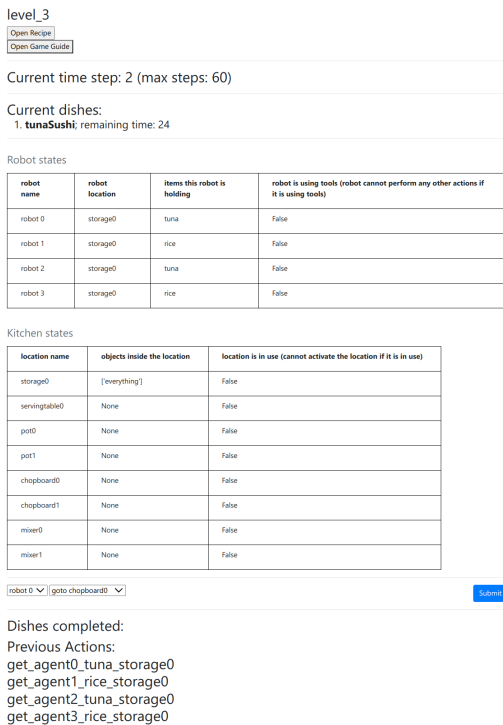 level_3
Open Recipe
Open Game Guide
Current time step: 2 (max steps: 60)
Current dishes:
1. tunaSushi; remaining time: 24
Robot states
robot name robot location items this robot is holding robot is using tools (robot cannot perform any other actions if it is using tools)
robot 0 storage0 tuna False
robot 1 storage0 rice False
robot 2 storage0 tuna False
robot 3 storage0 rice False
Kitchen states
location name objects inside the location location is in use (cannot activate the location if it is in use)
storage0 ['everything'] False
servingtable0 None False
pot0 None False
pot1 None False
chopboard0 None False
chopboard1 None False
mixer0 None False
mixer1 None False
robot 0 goto chopboard0 Submit
Dishes completed:
Previous Actions:
get_agent0_tuna_storage0
get_agent1_rice_storage0
get_agent2_tuna_storage0
get_agent3_rice_storage0